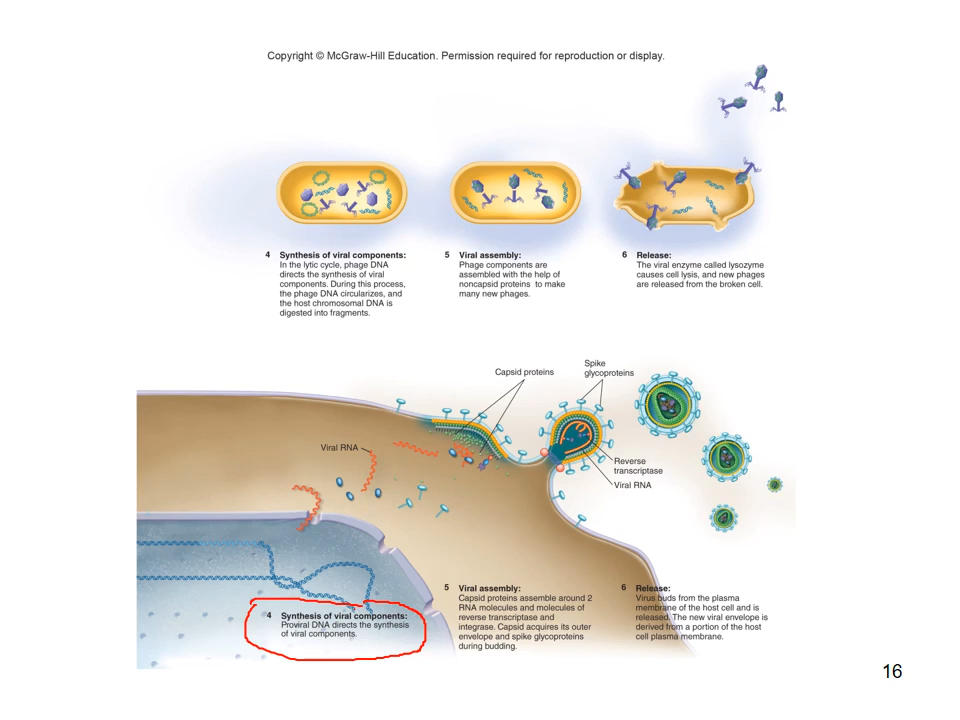 Copyright © McGraw-Hill Education. Permission required for reproduction or display.
4 Synthesis of viral components:
In the lytic cycle, phage DNA
directs the synthesis of viral
components. During this process,
the phage DNA circularizes, and
the host chromosomal DNA is
digested into fragments.
5 Viral assembly:
Phage components are
assembled with the help of
noncapsid proteins to make
many new phages.
6 Release:
The viral enzyme called lysozyme
causes cell lysis, and new phages
are released from the broken cell.
Capsid proteins
Spike
glycoproteins
Viral RNA
Reverse
transcriptase
Viral RNA
4 Synthesis of viral components:
Proviral DNA directs the synthesis
of viral components.
5 Viral assembly:
Capsid proteins assemble around 2
RNA molecules and molecules of
reverse transcriptase and
integrase. Capsid acquires its outer
envelope and spike glycoproteins
during budding.
6 Release:
Virus buds from the plasma
membrane of the host cell and is
released. The new viral envelope is
derived from a portion of the host
cell plasma membrane.
16